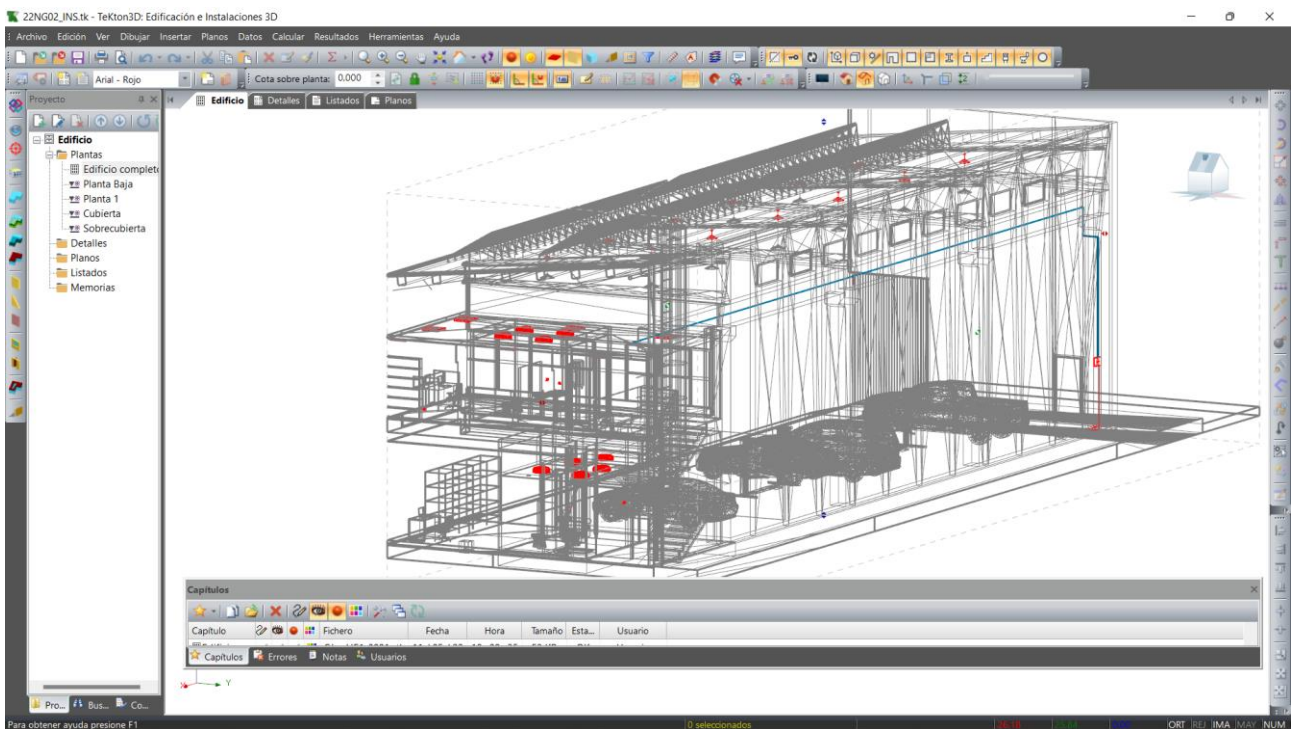 22NG02_INS.tk - TeKton3D: Edificación e Instalaciones 3D
Archivo Edición Ver Dibujar Insertar Planos Datos Calcular Resultados Herramientas Ayuda
Arial - Rojo Cota sobre planta: 0,000
Proyecto
Edificio Detalles Listados Planos
Edificio
Plantas
Edificio complet
Planta Baja
Planta 1
Cubierta
Sobrecubierta
Detalles
Planos
Listados
Memorias
Capítulos
Capítulo Fichero Fecha Hora Tamaño Esta... Usuario
Capítulos Errores Notas Usuarios
X Y
Pro... Bus... Co...
Para obtener ayuda presione F1 0 seleccionados ORT REJ IMA MAY NUM